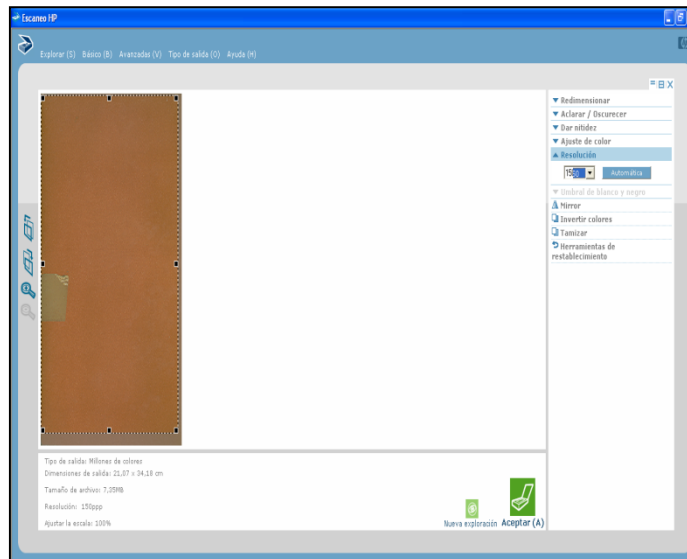 Escaneo HP
Explorar (S) Básico (B) Avanzadas (V) Tipo de salida (O) Ayuda (H)
Redimensionar
Aclarar / Oscurecer
Dar nitidez
Ajuste de color
Resolución
Automática
Umbral de blanco y negro
Mirror
Invertir colores
Tamizar
Herramientas de
restablecimiento
Tipo de salida: Millones de colores
Dimensiones de salida: 21,07 x 34,18 cm
Tamaño de archivo: 7,35MB
Resolución: 150ppp
Ajustar la escala: 100%
Nueva exploración Aceptar (A)